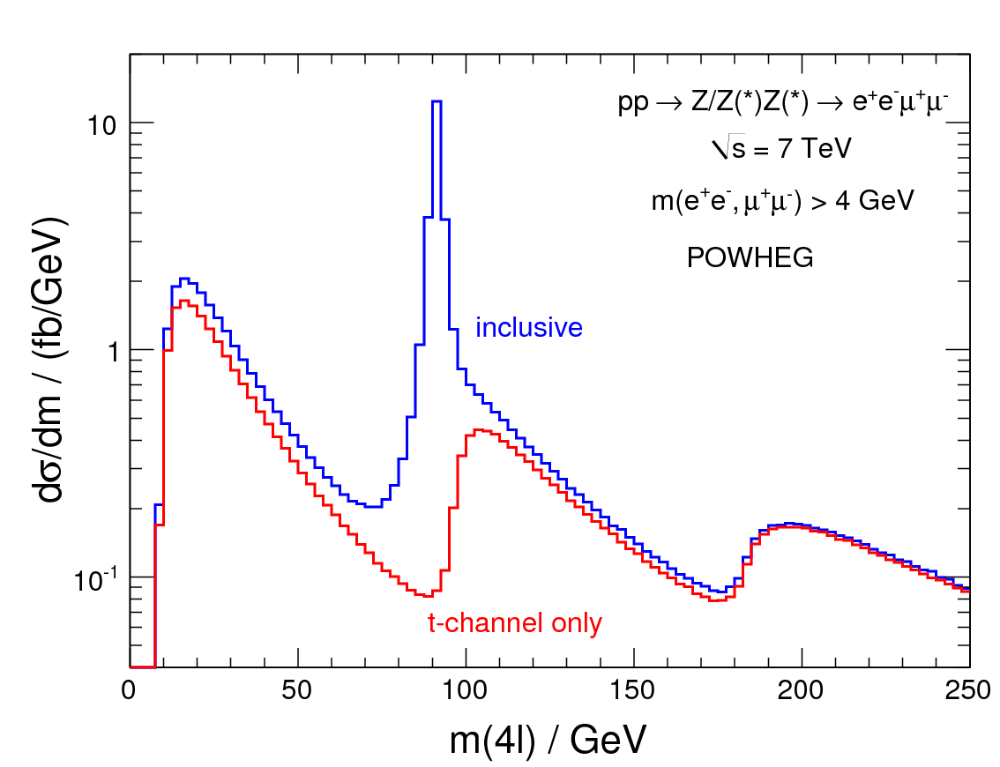 pp → Z/Z(*)Z(*) → e⁺e⁻μ⁺μ⁻
√s = 7 TeV
m(e⁺e⁻,μ⁺μ⁻) > 4 GeV
POWHEG
inclusive
t-channel only
dσ/dm / (fb/GeV)
10
1
10⁻¹
0 50 100 150 200 250
m(4l) / GeV